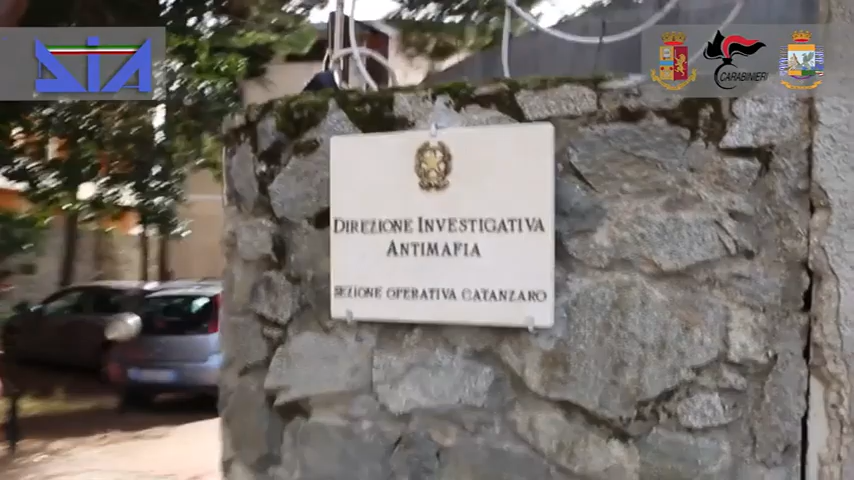 DIA
CARABINIERI
DIREZIONE INVESTIGATIVA
ANTIMAFIA
SEZIONE OPERATIVA CATANZARO